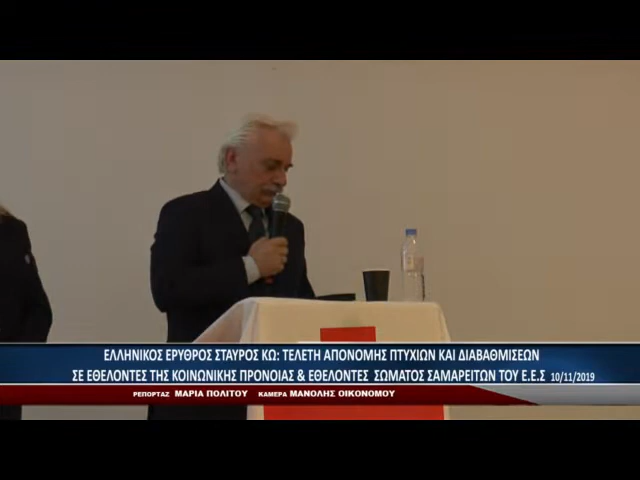 ΕΛΛΗΝΙΚΟΣ ΕΡΥΘΡΟΣ ΣΤΑΥΡΟΣ ΚΩ: ΤΕΛΕΤΗ ΑΠΟΝΟΜΗΣ ΠΤΥΧΙΩΝ ΚΑΙ ΔΙΑΒΑΘΜΙΣΕΩΝ
ΣΕ ΕΘΕΛΟΝΤΕΣ ΤΗΣ ΚΟΙΝΩΝΙΚΗΣ ΠΡΟΝΟΙΑΣ & ΕΘΕΛΟΝΤΕΣ ΣΩΜΑΤΟΣ ΣΑΜΑΡΕΙΤΩΝ ΤΟΥ Ε.Ε.Σ 10/11/2019
ΡΕΠΟΡΤΑΖ ΜΑΡΙΑ ΠΟΛΙΤΟΥ ΚΑΜΕΡΑ ΜΑΝΟΛΗΣ ΟΙΚΟΝΟΜΟΥ